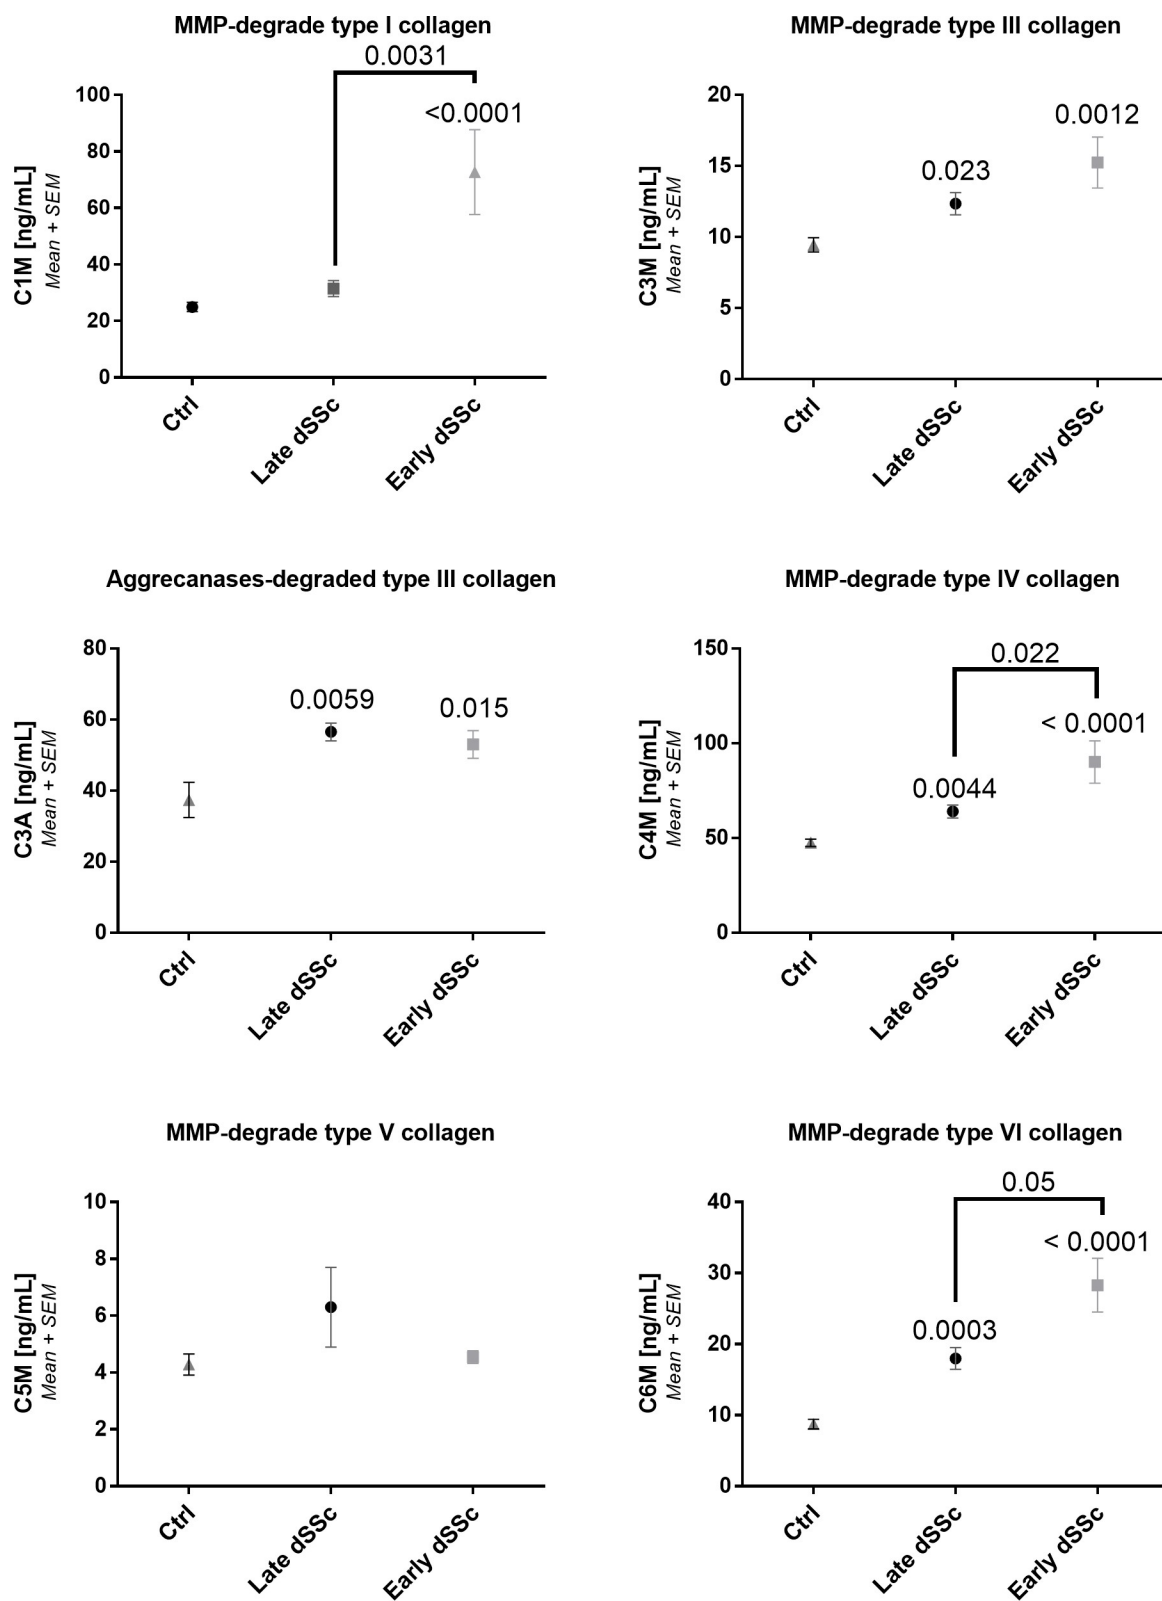 MMP-degrade type I collagen
0.0031
<0.0001
100
80
60
40
20
0
C1M [ng/mL]
Mean + SEM
Ctrl
Late dSSc
Early dSSc
MMP-degrade type III collagen
0.0012
0.023
20
15
10
5
0
C3M [ng/mL]
Mean + SEM
Ctrl
Late dSSc
Early dSSc
Aggrecanases-degraded type III collagen
0.0059
0.015
80
60
40
20
0
C3A [ng/mL]
Mean + SEM
Ctrl
Late dSSc
Early dSSc
MMP-degrade type IV collagen
0.022
< 0.0001
0.0044
150
100
50
0
C4M [ng/mL]
Mean + SEM
Ctrl
Late dSSc
Early dSSc
MMP-degrade type V collagen
10
8
6
4
2
0
C5M [ng/mL]
Mean + SEM
Ctrl
Late dSSc
Early dSSc
MMP-degrade type VI collagen
0.05
< 0.0001
0.0003
40
30
20
10
0
C6M [ng/mL]
Mean + SEM
Ctrl
Late dSSc
Early dSSc